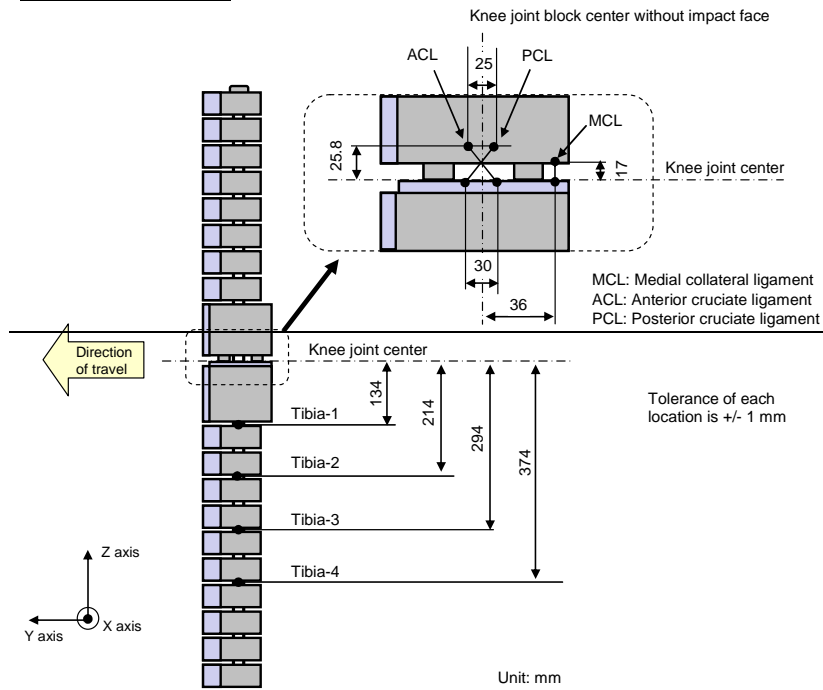 Knee joint block center without impact face
ACL
25
PCL
MCL
25.8
17
Knee joint center
30
36
MCL: Medial collateral ligament
ACL: Anterior cruciate ligament
PCL: Posterior cruciate ligament
Direction
of travel
Knee joint center
134
214
294
374
Tolerance of each
location is +/- 1 mm
Tibia-1
Tibia-2
Tibia-3
Tibia-4
Z axis
Y axis
X axis
Unit: mm